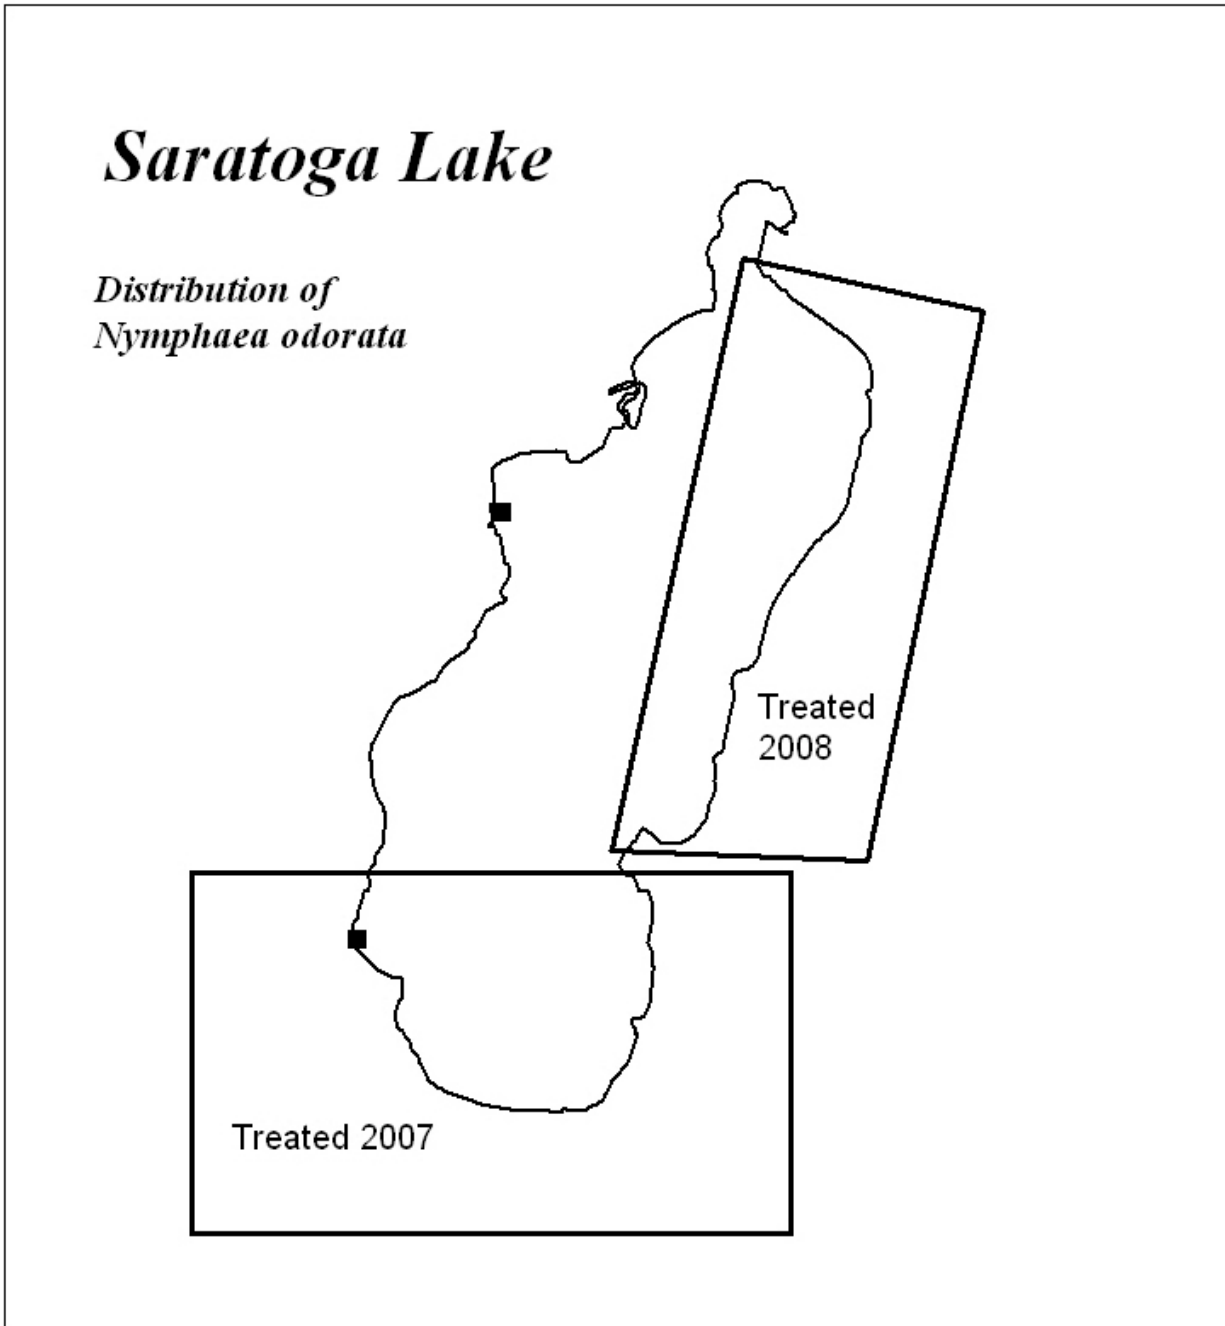 Saratoga Lake
Distribution of
Nymphaea odorata
Treated
2008
Treated 2007